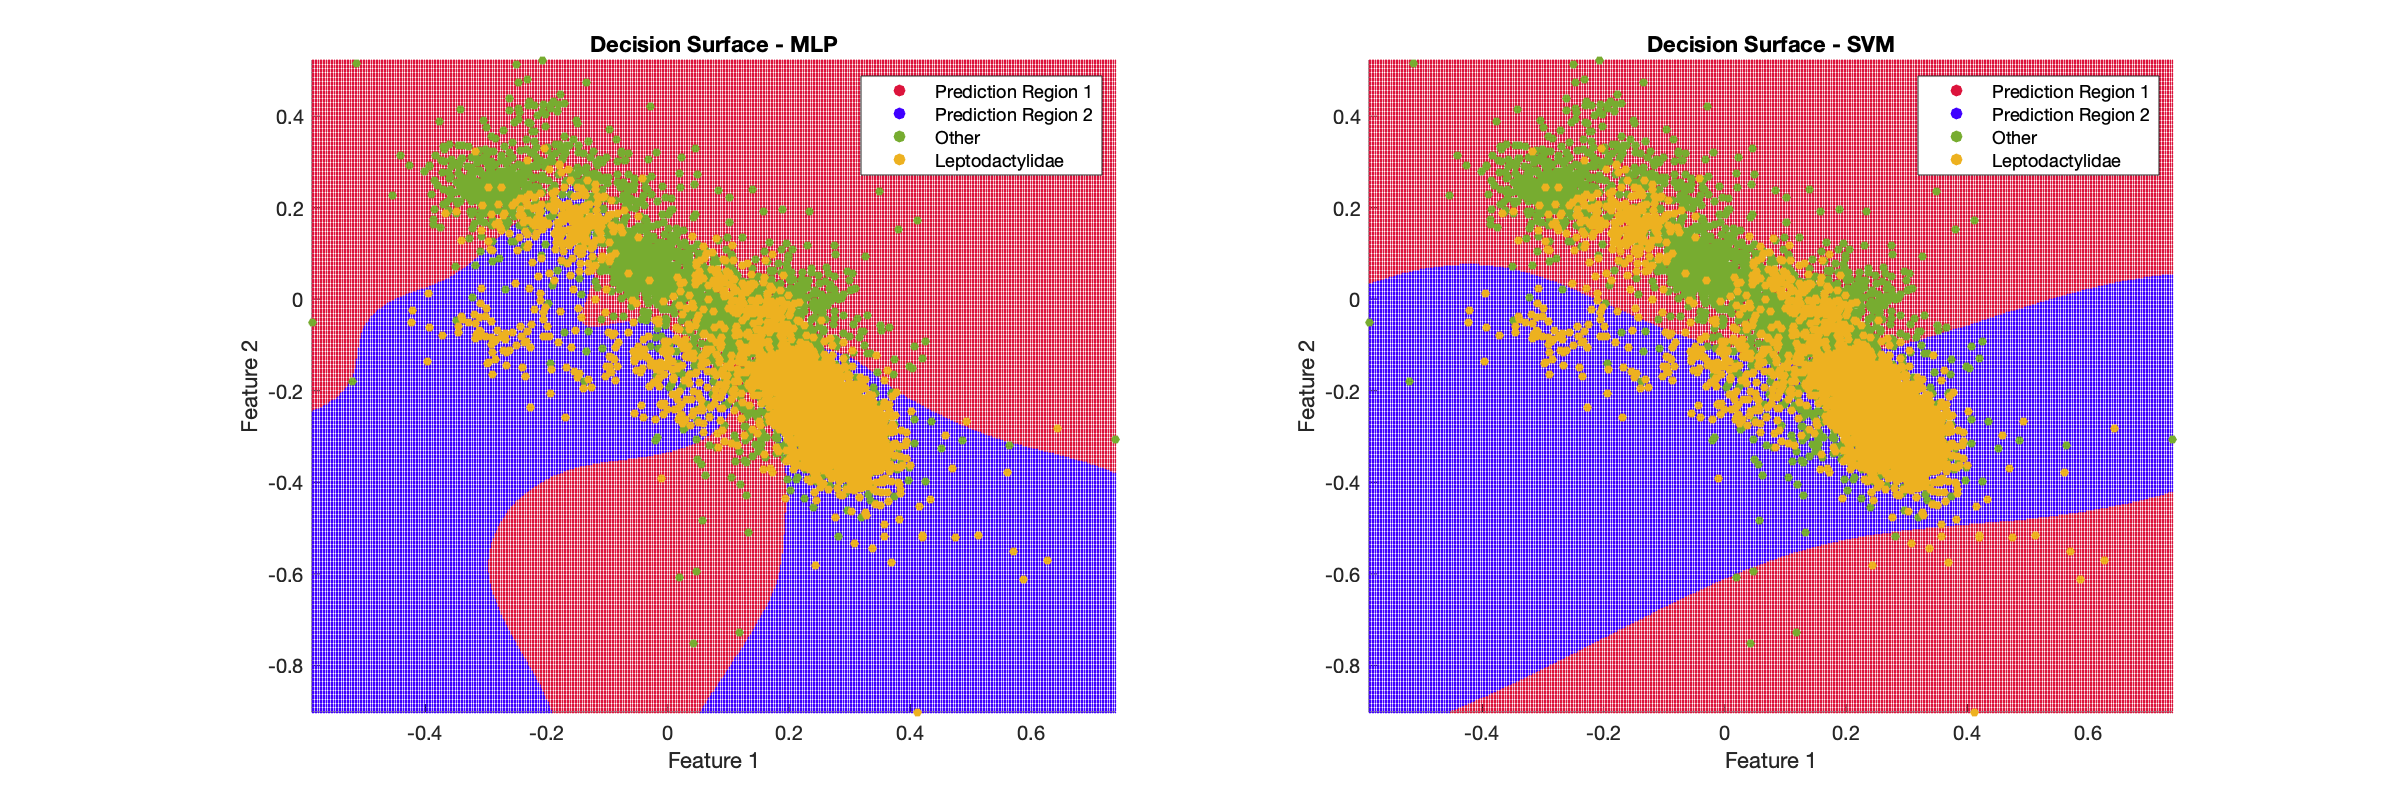 Decision Surface - MLP
Prediction Region 1
Prediction Region 2
Other
Leptodactylidae
0.4
0.2
0
-0.2
-0.4
-0.6
-0.8
Feature 2
-0.4
-0.2
0
0.2
0.4
0.6
Feature 1
Decision Surface - SVM
Prediction Region 1
Prediction Region 2
Other
Leptodactylidae
0.4
0.2
0
-0.2
-0.4
-0.6
-0.8
Feature 2
-0.4
-0.2
0
0.2
0.4
0.6
Feature 1